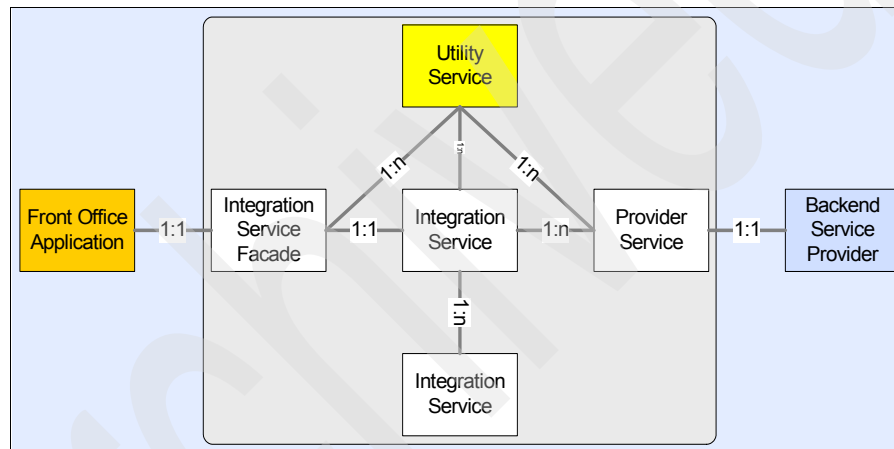 Utility
Service
1:n
1:n
1:n
Front Office
Application
1:1
Integration
Service
Facade
1:1
Integration
Service
1:n
Provider
Service
1:1
Backend
Service
Provider
1:n
Integration
Service